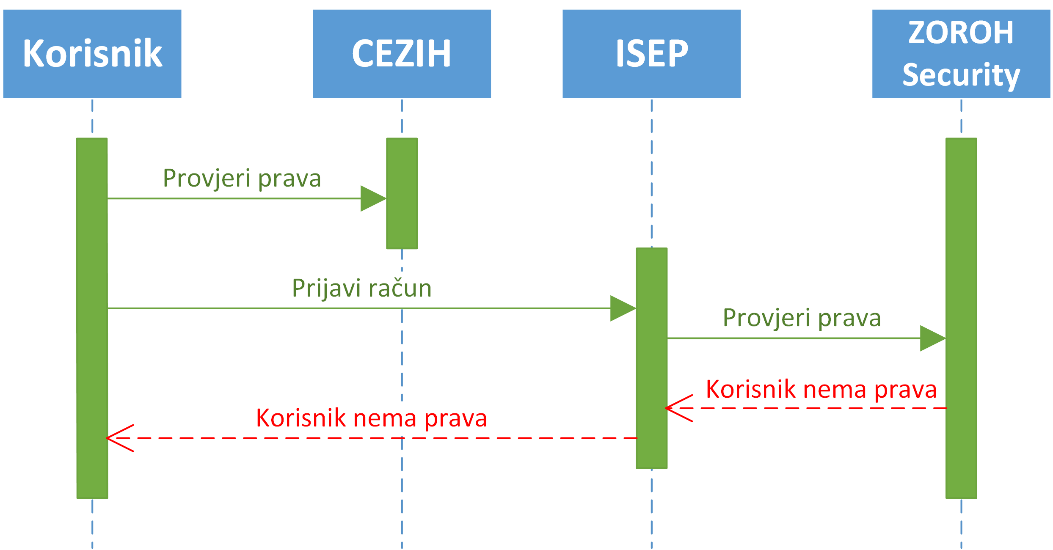 Korisnik
CEZIH
ISEP
ZOROH
Security
Provjeri prava
Prijavi račun
Provjeri prava
Korisnik nema prava
Korisnik nema prava